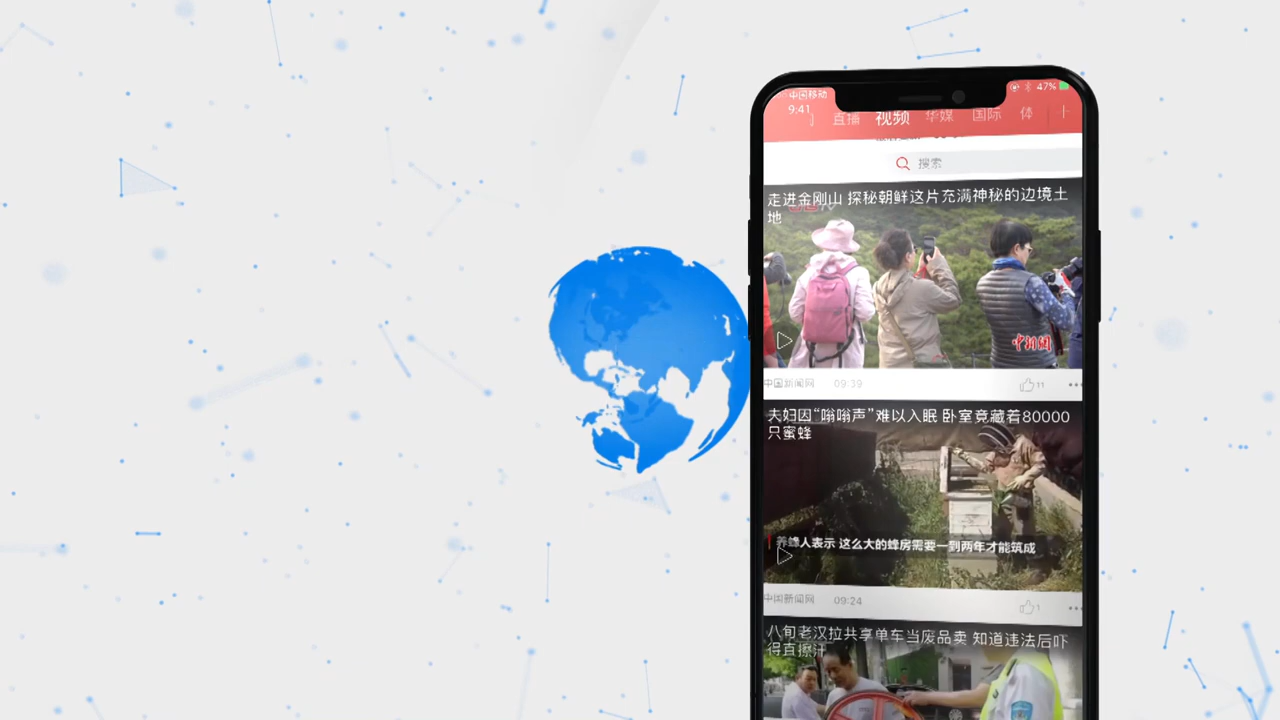 中国移动
47%
9:41
直播 视频 华媒 国际 体
搜索
走进金刚山 探秘朝鲜这片充满神秘的边境土
地
中新网
中国新闻网 09:39
11
夫妇因“嗡嗡声”难以入眠 卧室竟藏着80000
只蜜蜂
养蜂人表示 这么大的蜂房需要一到两年才能筑成
中国新闻网 09:24
1
八旬老汉拉共享单车当废品卖 知道违法后吓
得直擦汗